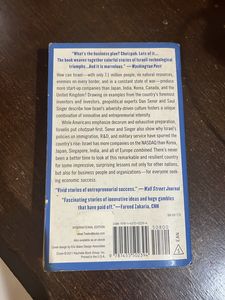 "What's the business plan? Chutzpah. Lots of it....
The book weaves together colorful stories of Israeli technological
triumphs....And it is marvelous." —Washington Post
How can Israel—with only 7.1 million people, no natural resources,
enemies on every border, and in a constant state of war—produce
more start-up companies than Japan, India, Korea, Canada, and
the United Kingdom? Drawing on examples from the country's foremost
inventors and investors, geopolitical experts Dan Senor and Saul
Singer describe how Israel's adversity-driven culture fosters a unique
combination of innovative and entrepreneurial intensity.
While Americans emphasize decorum and exhaustive preparation,
Israelis put chutzpah first. Senor and Singer also show why Israel's
policies on immigration, R&D, and military service have spurred the
country's rise: Israel has more companies on the NASDAQ than Korea,
Japan, Singapore, India, and all of Europe combined. There's never
been a better time to look at this remarkable and resilient country
for some impressive, surprising lessons not only for other nations,
but also for business people and organizations—for everyone seek-
ing economic success.
"Vivid stories of entrepreneurial success." —Wall Street Journal
"Fascinating stories of innovative ideas and huge gambles
that have paid off." —Fareed Zakaria, CNN
50800
EAN